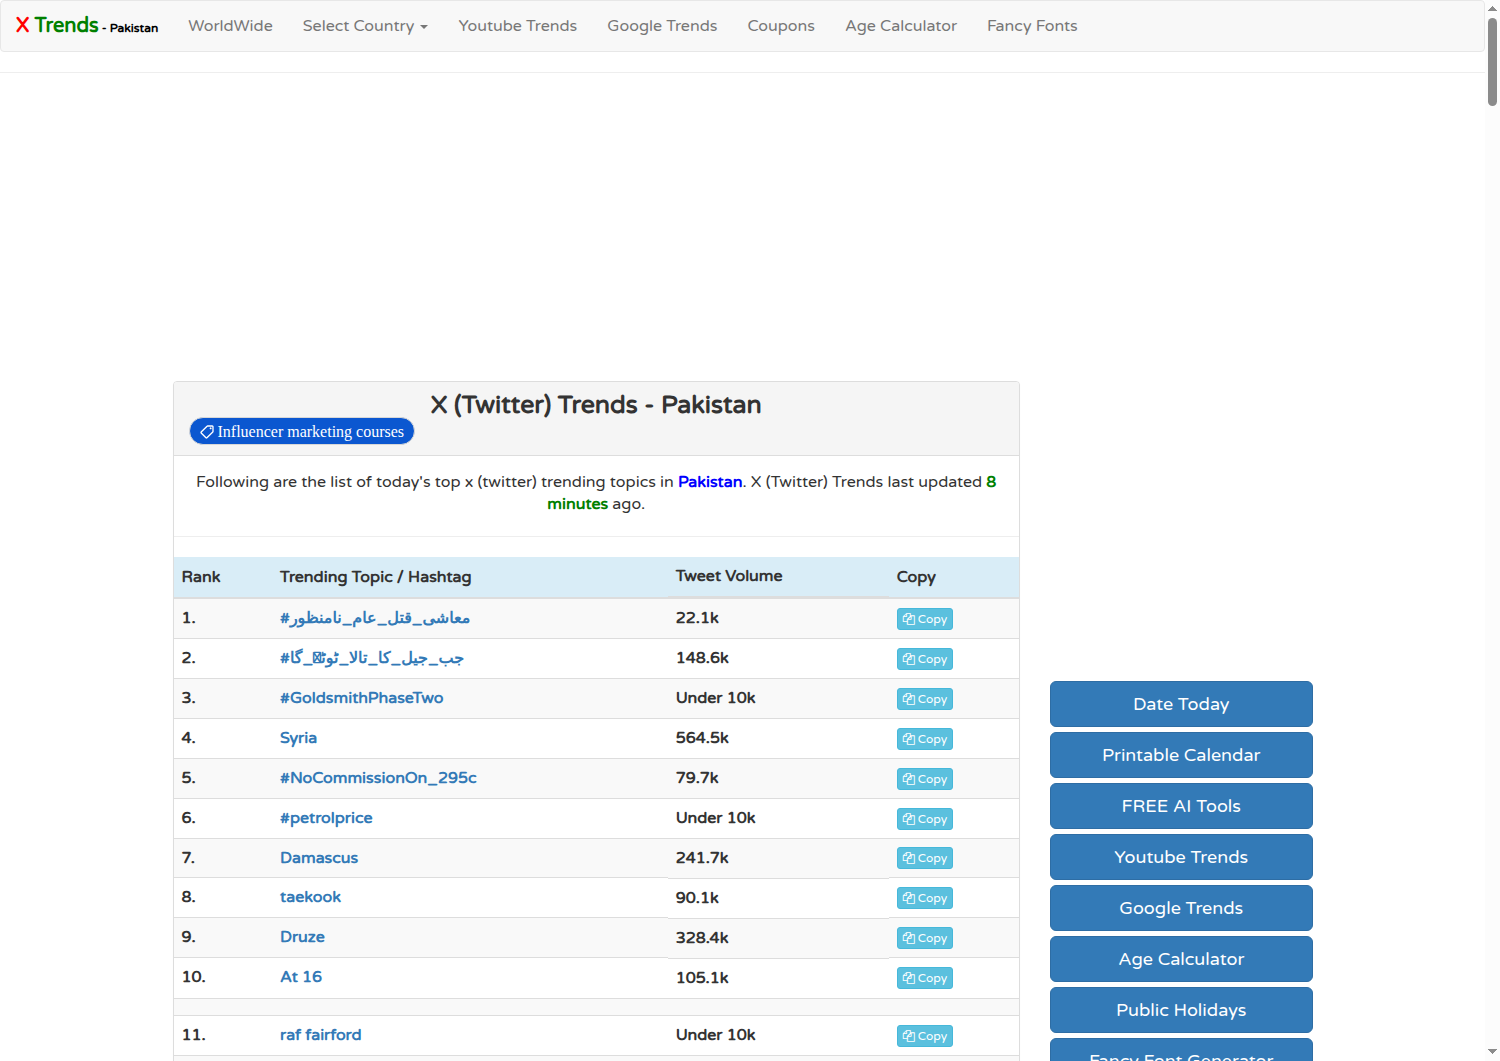 X Trends - Pakistan WorldWide Select Country Youtube Trends Google Trends Coupons Age Calculator Fancy Fonts
X (Twitter) Trends - Pakistan
Influencer marketing courses
Following are the list of today's top x (twitter) trending topics in Pakistan. X (Twitter) Trends last updated 8
minutes ago.
Rank Trending Topic / Hashtag Tweet Volume Copy
1. #معاشی_قتل_عام_نامنظور 22.1k Copy
2. 148.6k Copy
3. #GoldsmithPhaseTwo Under 10k Copy
4. Syria 564.5k Copy
5. #NoCommissionOn_295c 79.7k Copy
6. #petrolprice Under 10k Copy
7. Damascus 241.7k Copy
8. taekook 90.1k Copy
9. Druze 328.4k Copy
10. At 16 105.1k Copy
11. raf fairford Under 10k Copy
Date Today
Printable Calendar
FREE AI Tools
Youtube Trends
Google Trends
Age Calculator
Public Holidays
Fancy Font Generator